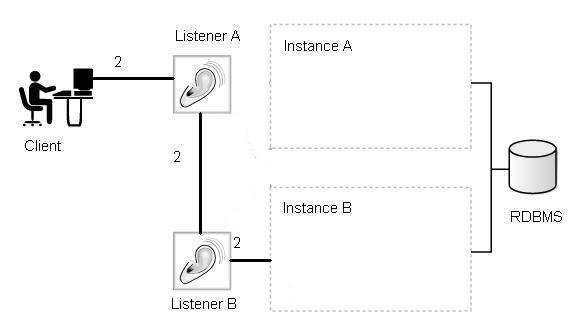 Listener A
Instance A
2
Client
2
RDBMS
Instance B
2
Listener B